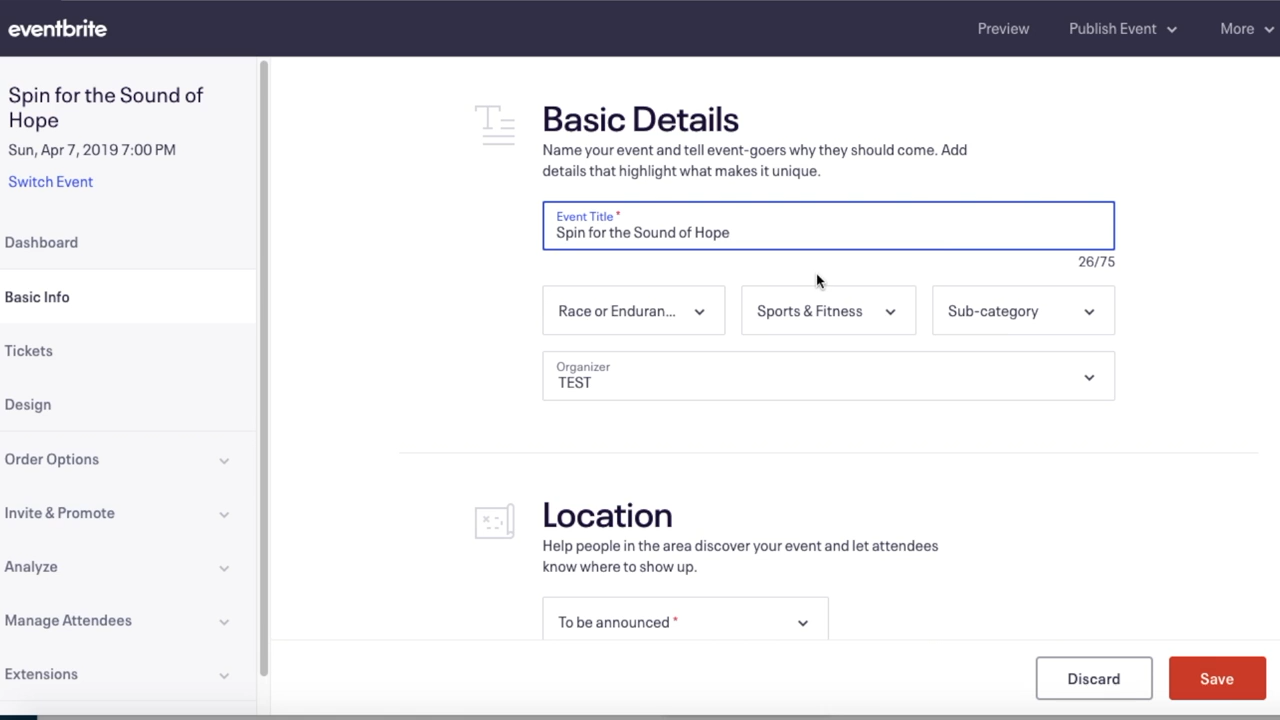 eventbrite
Preview
Publish Event
More
Spin for the Sound of
Hope
Sun, Apr 7, 2019 7:00 PM
Switch Event
Dashboard
Basic Info
Tickets
Design
Order Options
Invite & Promote
Analyze
Manage Attendees
Extensions
Basic Details
Name your event and tell event-goers why they should come. Add
details that highlight what makes it unique.
Event Title *
Spin for the Sound of Hope
26/75
Race or Enduran...
Sports & Fitness
Sub-category
Organizer
TEST
Location
Help people in the area discover your event and let attendees
know where to show up.
To be announced *
Discard
Save